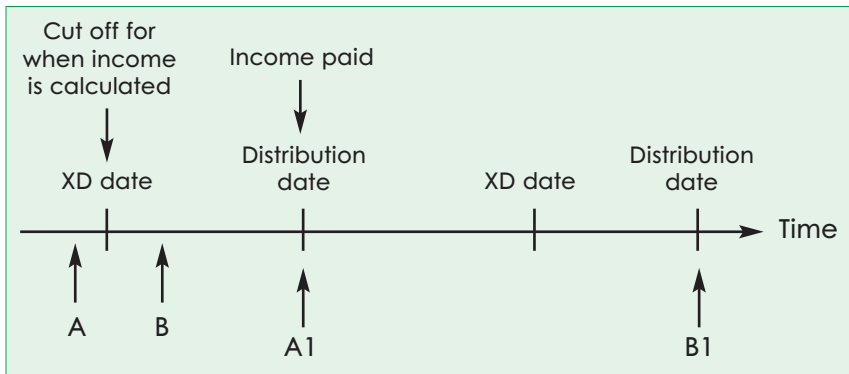 Cut off for
when income
is calculated
Income paid
XD date
Distribution
date
XD date
Distribution
date
Time
A
B
A1
B1